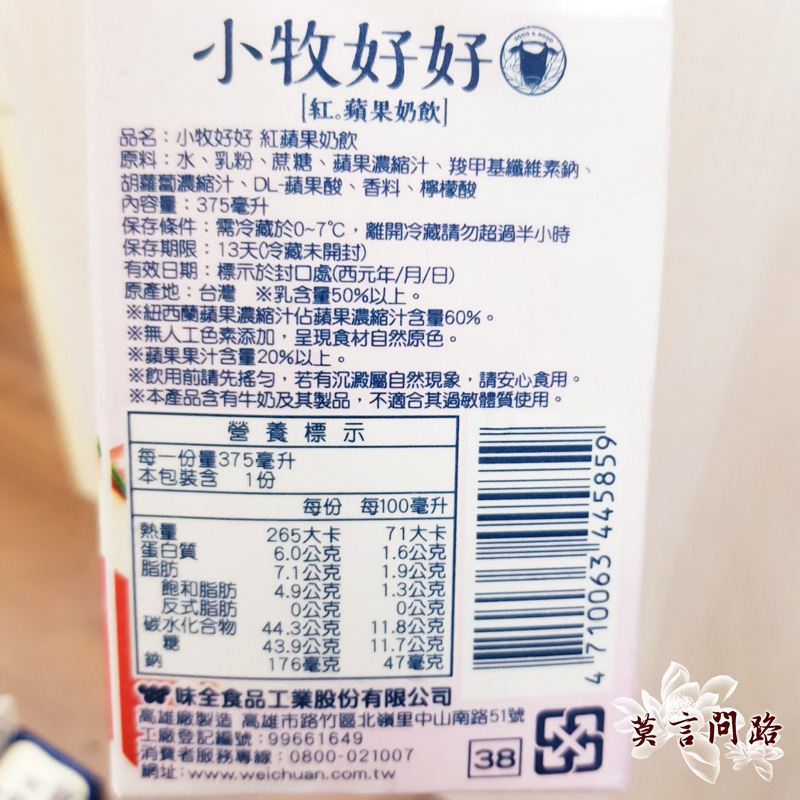 小牧好好
GOOD & GOOD
[紅。蘋果奶飲]
品名：小牧好好 紅蘋果奶飲
原料：水、乳粉、蔗糖、蘋果濃縮汁、羧甲基纖維素鈉、
胡蘿蔔濃縮汁、DL-蘋果酸、香料、檸檬酸
內容量：375毫升
保存條件：需冷藏於0~7℃，離開冷藏請勿超過半小時
保存期限：13天(冷藏未開封)
有效日期：標示於封口處(西元年/月/日)
原產地：台灣　※乳含量50%以上。
※紐西蘭蘋果濃縮汁佔蘋果濃縮汁含量60%。
※無人工色素添加，呈現食材自然原色。
※蘋果果汁含量20%以上。
※飲用前請先搖勻，若有沉澱屬自然現象，請安心食用。
※本產品含有牛奶及其製品，不適合其過敏體質使用。
營養標示
每一份量375毫升
本包裝含　1份
每份　每100毫升
熱量　265大卡　71大卡
蛋白質　6.0公克　1.6公克
脂肪　7.1公克　1.9公克
飽和脂肪　4.9公克　1.3公克
反式脂肪　0公克　0公克
碳水化合物　44.3公克　11.8公克
糖　43.9公克　11.7公克
鈉　176毫克　47毫克
4 710063 445859
味全食品工業股份有限公司
高雄廠製造 高雄市路竹區北嶺里中山南路51號
工廠登記編號：99661649
消費者服務專線：0800-021007
網址：www.weichuan.com.tw
38
莫言問路